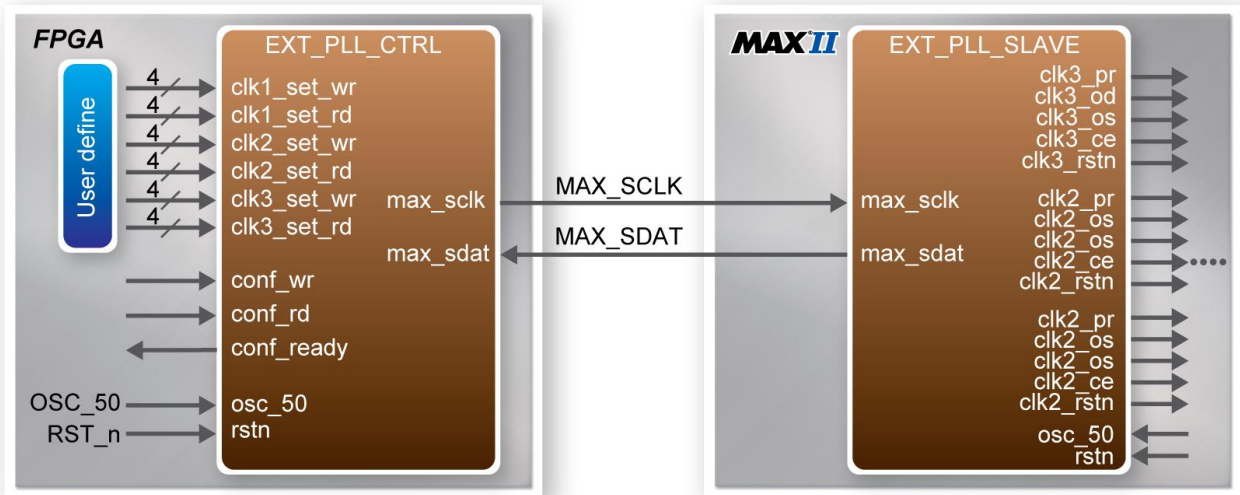 FPGA
User define
EXT_PLL_CTRL
4 clk1_set_wr
4 clk1_set_rd
4 clk2_set_wr
4 clk2_set_rd
4 clk3_set_wr
4 clk3_set_rd
max_sclk
max_sdat
conf_wr
conf_rd
conf_ready
OSC_50 osc_50
RST_n rstn
MAX_SCLK
MAX_SDAT
MAX II
EXT_PLL_SLAVE
max_sclk
max_sdat
clk3_pr
clk3_od
clk3_os
clk3_ce
clk3_rstn
clk2_pr
clk2_os
clk2_os
clk2_ce
clk2_rstn
clk2_pr
clk2_os
clk2_os
clk2_ce
clk2_rstn
osc_50
rstn